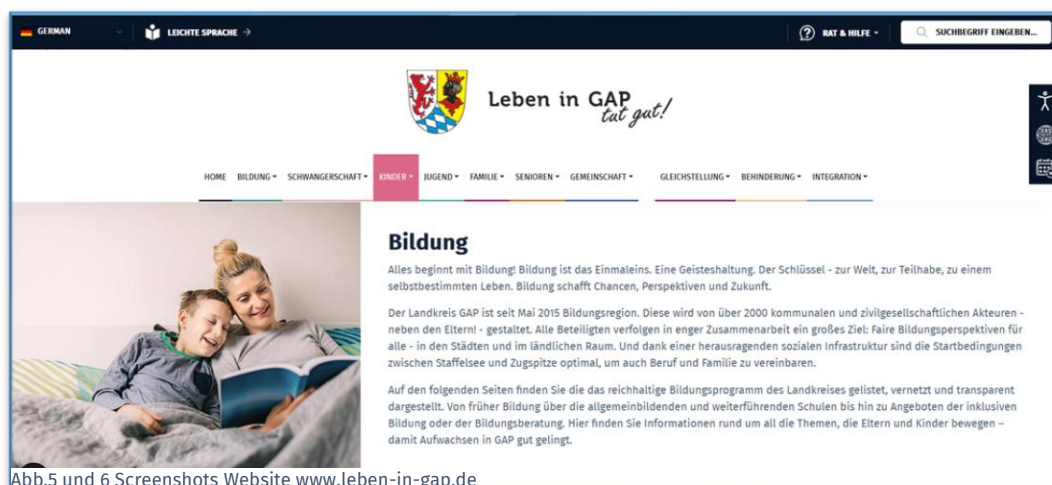 GERMAN
LEICHTE SPRACHE →
RAT & HILFE
SUCHBEGRIFF EINGEBEN...
Leben in GAP
tut gut!
HOME BILDUNG SCHWANGERSCHAFT KINDER JUGEND FAMILIE SENIOREN GEMEINSCHAFT GLEICHSTELLUNG BEHINDERUNG INTEGRATION
Bildung
Alles beginnt mit Bildung! Bildung ist das Einmaleins. Eine Geisteshaltung. Der Schlüssel - zur Welt, zur Teilhabe, zu einem
selbstbestimmten Leben. Bildung schafft Chancen, Perspektiven und Zukunft.
Der Landkreis GAP ist seit Mai 2015 Bildungsregion. Diese wird von über 2000 kommunalen und zivilgesellschaftlichen Akteuren -
neben den Eltern! - gestaltet. Alle Beteiligten verfolgen in enger Zusammenarbeit ein großes Ziel: Faire Bildungsperspektiven für
alle - in den Städten und im ländlichen Raum. Und dank einer herausragenden sozialen Infrastruktur sind die Startbedingungen
zwischen Staffelsee und Zugspitze optimal, um auch Beruf und Familie zu vereinbaren.
Auf den folgenden Seiten finden Sie die das reichhaltige Bildungsprogramm des Landkreises gelistet, vernetzt und transparent
dargestellt. Von früher Bildung über die allgemeinbildenden und weiterführenden Schulen bis hin zu Angeboten der inklusiven
Bildung oder der Bildungsberatung. Hier finden Sie Informationen rund um all die Themen, die Eltern und Kinder bewegen –
damit Aufwachsen in GAP gut gelingt.
Abb.5 und 6 Screenshots Website www.leben-in-gap.de